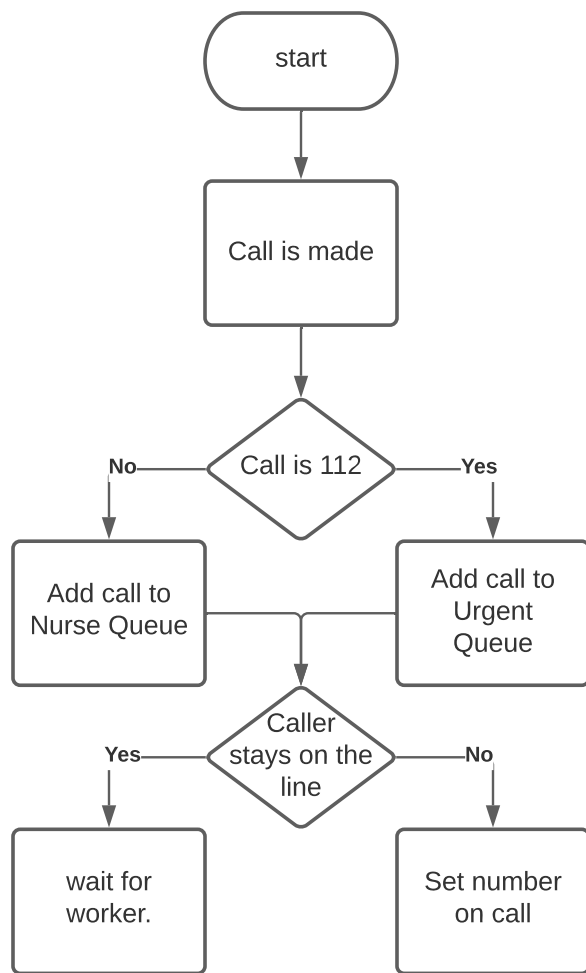 start
Call is made
Call is 112
No
Yes
Add call to
Nurse Queue
Add call to
Urgent
Queue
Caller
stays on the
line
Yes
No
wait for
worker.
Set number
on call